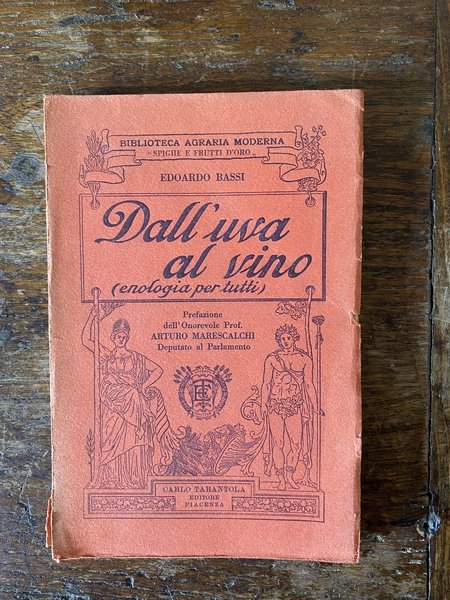 BIBLIOTECA AGRARIA MODERNA
"SPIGHE E FRUTTI D'ORO"
EDOARDO BASSI
Dall'uva
al vino
(enologia per tutti)
Prefazione
dell'Onorevole Prof.
ARTURO MARESCALCHI
Deputato al Parlamento
CARLO TARANTOLA
EDITORE
PIACENZA